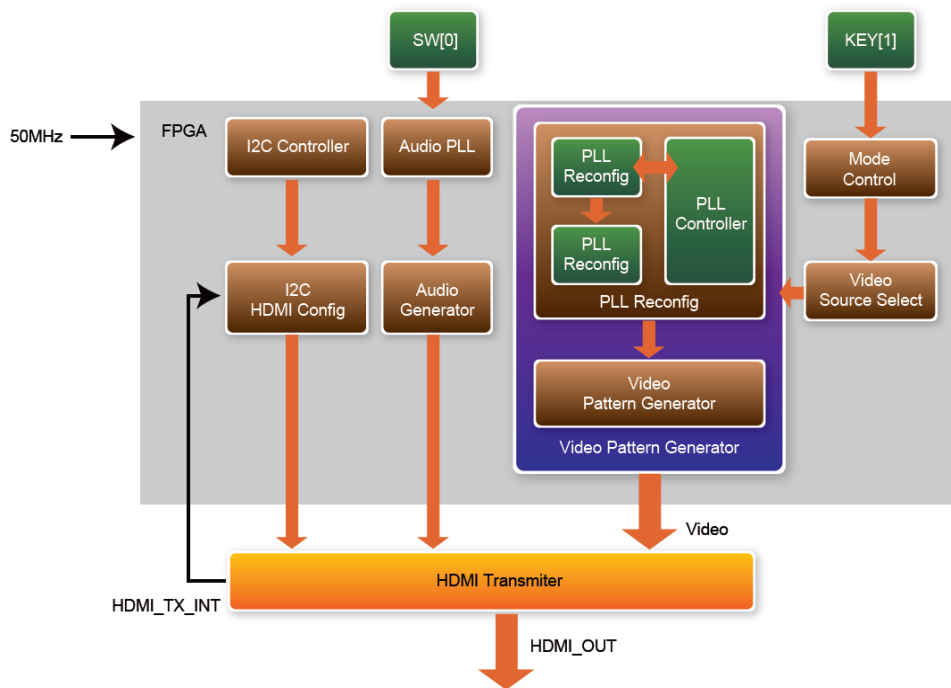 SW[0]
KEY[1]
50MHz
FPGA
I2C Controller
Audio PLL
PLL
Reconfig
PLL
Controller
Mode
Control
PLL
Reconfig
I2C
HDMI Config
Audio
Generator
PLL Reconfig
Video
Source Select
Video
Pattern Generator
Video Pattern Generator
Video
HDMI Transmiter
HDMI_TX_INT
HDMI_OUT